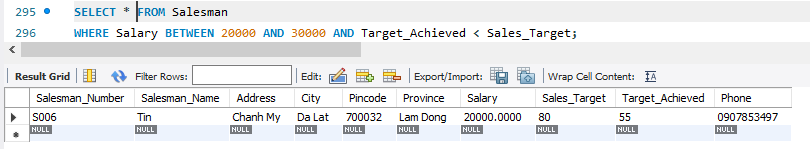 295 SELECT * FROM Salesman
296 WHERE Salary BETWEEN 20000 AND 30000 AND Target_Achieved < Sales_Target;
Result Grid Filter Rows: Edit: Export/Import: Wrap Cell Content:
Salesman_Number Salesman_Name Address City Pincode Province Salary Sales_Target Target_Achieved Phone
S006 Tin Chanh My Da Lat 700032 Lam Dong 20000.0000 80 55 0907853497
NULL NULL NULL NULL NULL NULL NULL NULL NULL NULL